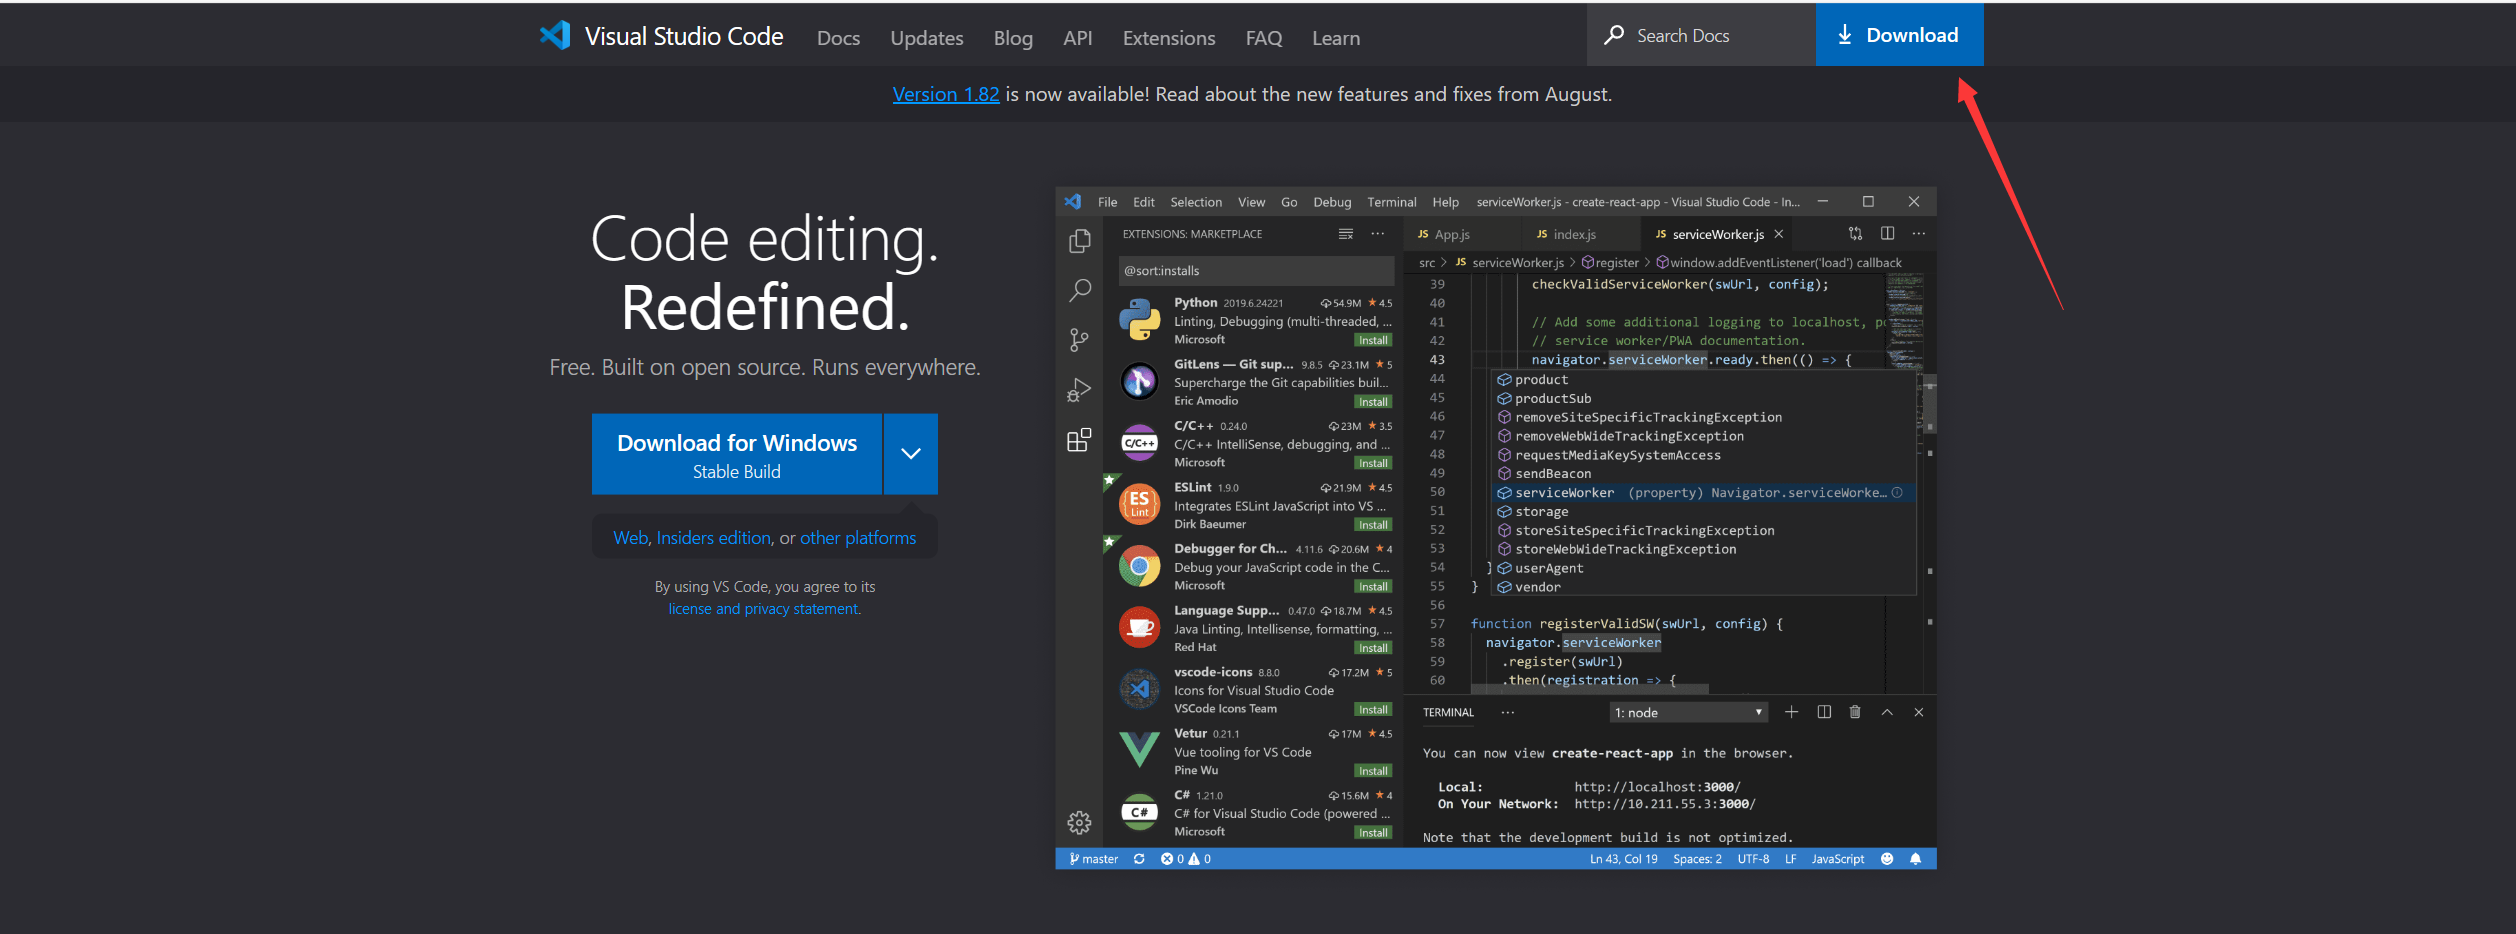 Visual Studio Code Docs Updates Blog API Extensions FAQ Learn Search Docs Download
Version 1.82 is now available! Read about the new features and fixes from August.
Code editing.
Redefined.
Free. Built on open source. Runs everywhere.
Download for Windows
Stable Build
Web, Insiders edition, or other platforms
By using VS Code, you agree to its
license and privacy statement.
File Edit Selection View Go Debug Terminal Help serviceWorker.js - create-react-app - Visual Studio Code - In...
EXTENSIONS: MARKETPLACE
@sort:installs
Python 2019.6.24221 54.9M 4.5
Linting, Debugging (multi-threaded, ...
Microsoft Install
GitLens — Git sup... 9.8.5 23.1M 5
Supercharge the Git capabilities buil...
Eric Amodio Install
C/C++
C/C++ 0.24.0 23M 3.5
C/C++ IntelliSense, debugging, and ...
Microsoft Install
ES
Lint
ESLint 1.9.0 21.9M 4.5
Integrates ESLint JavaScript into VS ...
Dirk Baeumer Install
Debugger for Ch... 4.11.6 20.6M 4
Debug your JavaScript code in the C...
Microsoft Install
Language Supp... 0.47.0 18.7M 4.5
Java Linting, Intellisense, formatting, ...
Red Hat Install
vscode-icons 8.8.0 17.2M 5
Icons for Visual Studio Code
VSCode Icons Team Install
Vetur 0.21.1 17M 4.5
Vue tooling for VS Code
Pine Wu Install
C#
C# 1.21.0 15.6M 4
C# for Visual Studio Code (powered ...
Microsoft Install
JS App.js JS index.js JS serviceWorker.js
src > JS serviceWorker.js > register > window.addEventListener('load') callback
39 checkValidServiceWorker(swUrl, config);
40
41 // Add some additional logging to localhost, p
42 // service worker/PWA documentation.
43 navigator.serviceWorker.ready.then(() => {
44 product
45 productSub
46 removeSiteSpecificTrackingException
47 removeWebWideTrackingException
48 requestMediaKeySystemAccess
49 sendBeacon
50 serviceWorker (property) Navigator.serviceWorke...
51 storage
52 storeSiteSpecificTrackingException
53 storeWebWideTrackingException
54 } userAgent
55 } vendor
56
57 function registerValidSW(swUrl, config) {
58 navigator.serviceWorker
59 .register(swUrl)
60 .then(registration => {
TERMINAL ... 1: node
You can now view create-react-app in the browser.
Local: http://localhost:3000/
On Your Network: http://10.211.55.3:3000/
Note that the development build is not optimized.
master 0 0 Ln 43, Col 19 Spaces: 2 UTF-8 LF JavaScript